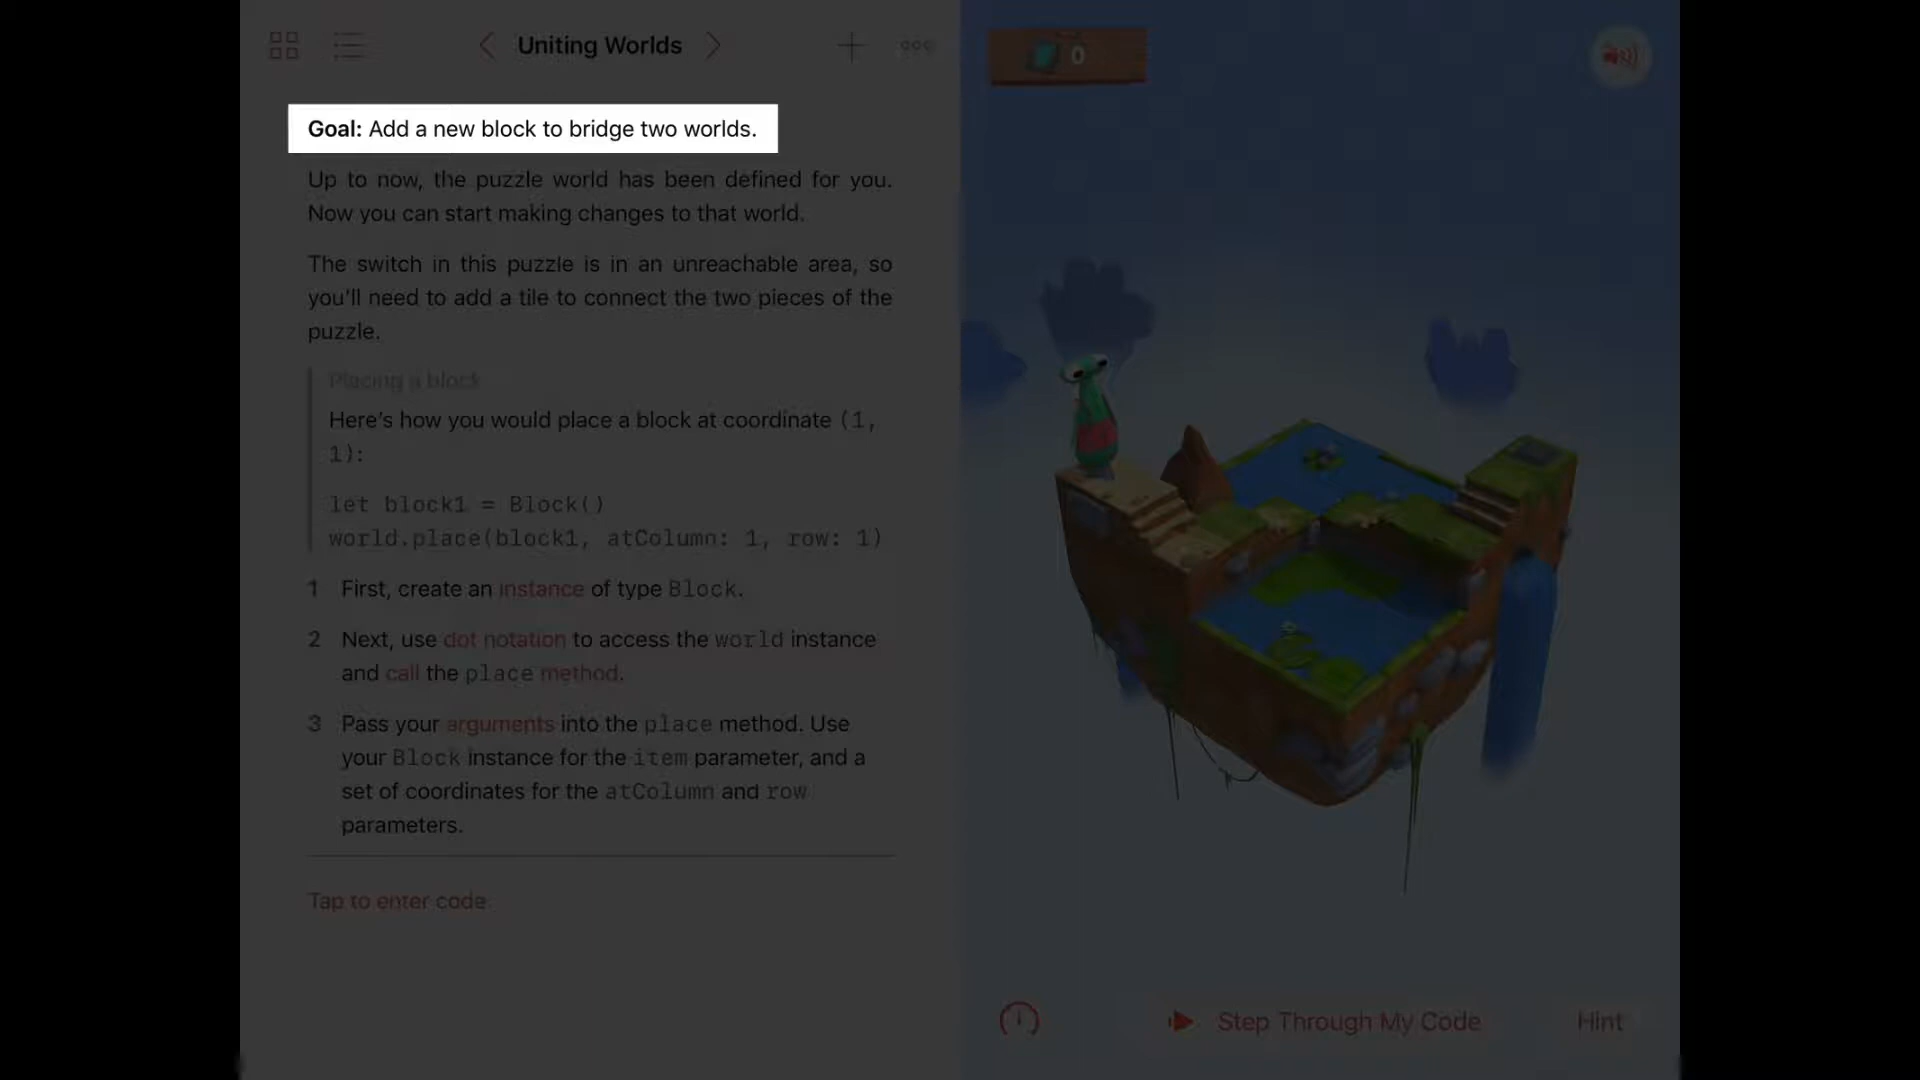 Uniting Worlds
0
Goal: Add a new block to bridge two worlds.
Up to now, the puzzle world has been defined for you.
Now you can start making changes to that world.
The switch in this puzzle is in an unreachable area, so
you'll need to add a tile to connect the two pieces of the
puzzle.
Placing a block
Here's how you would place a block at coordinate (1,
1):
let block1 = Block()
world.place(block1, atColumn: 1, row: 1)
1 First, create an instance of type Block.
2 Next, use dot notation to access the world instance
and call the place method.
3 Pass your arguments into the place method. Use
your Block instance for the item parameter, and a
set of coordinates for the atColumn and row
parameters.
Tap to enter code
Step Through My Code
Hint